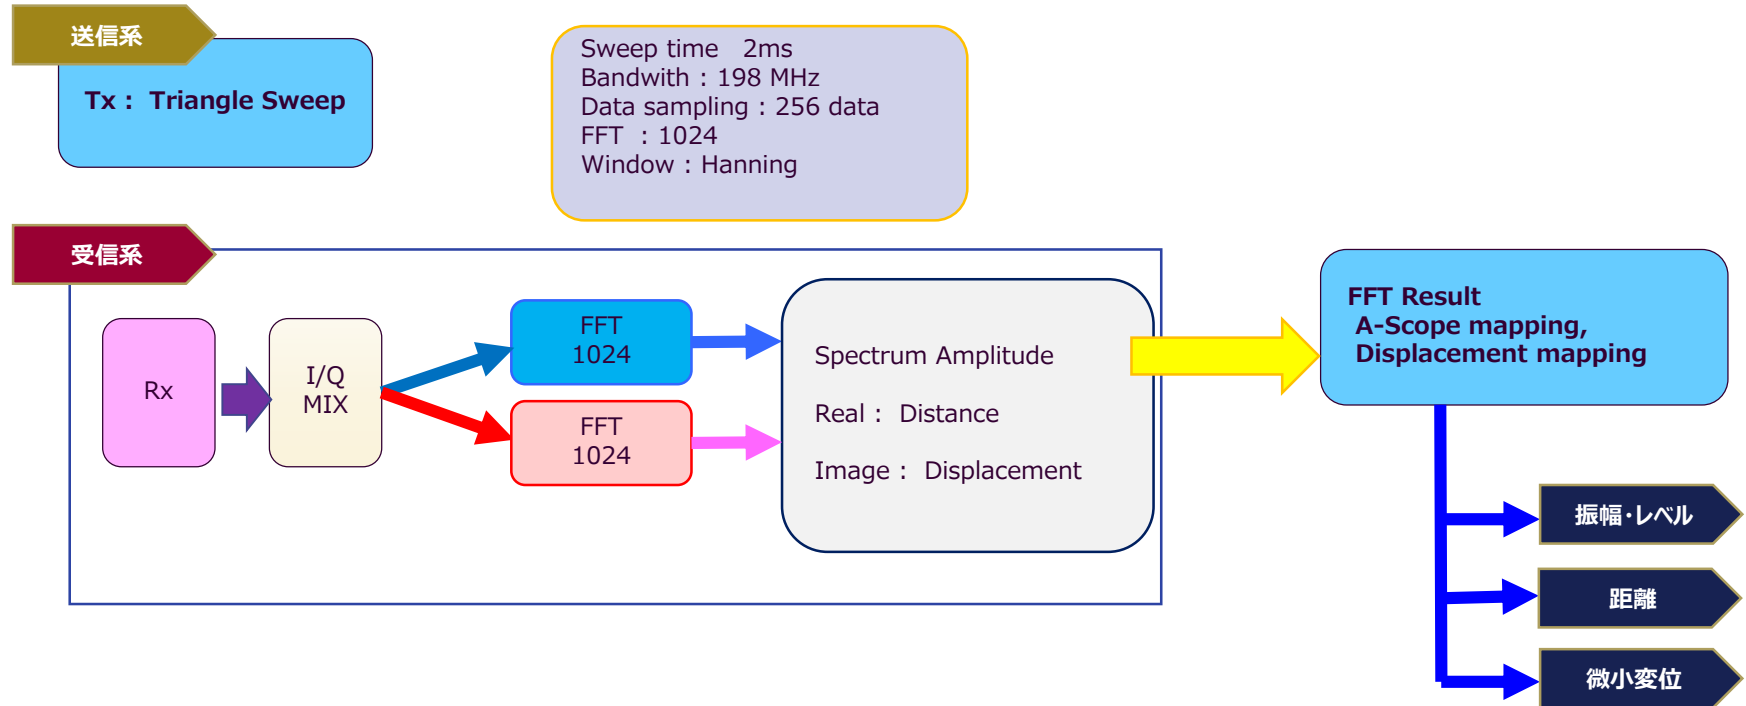 送信系
Tx : Triangle Sweep
Sweep time 2ms
Bandwith : 198 MHz
Data sampling : 256 data
FFT : 1024
Window : Hanning
受信系
Rx
I/Q
MIX
FFT
1024
FFT
1024
Spectrum Amplitude
Real : Distance
Image : Displacement
FFT Result
A-Scope mapping,
Displacement mapping
振幅・レベル
距離
微小変位